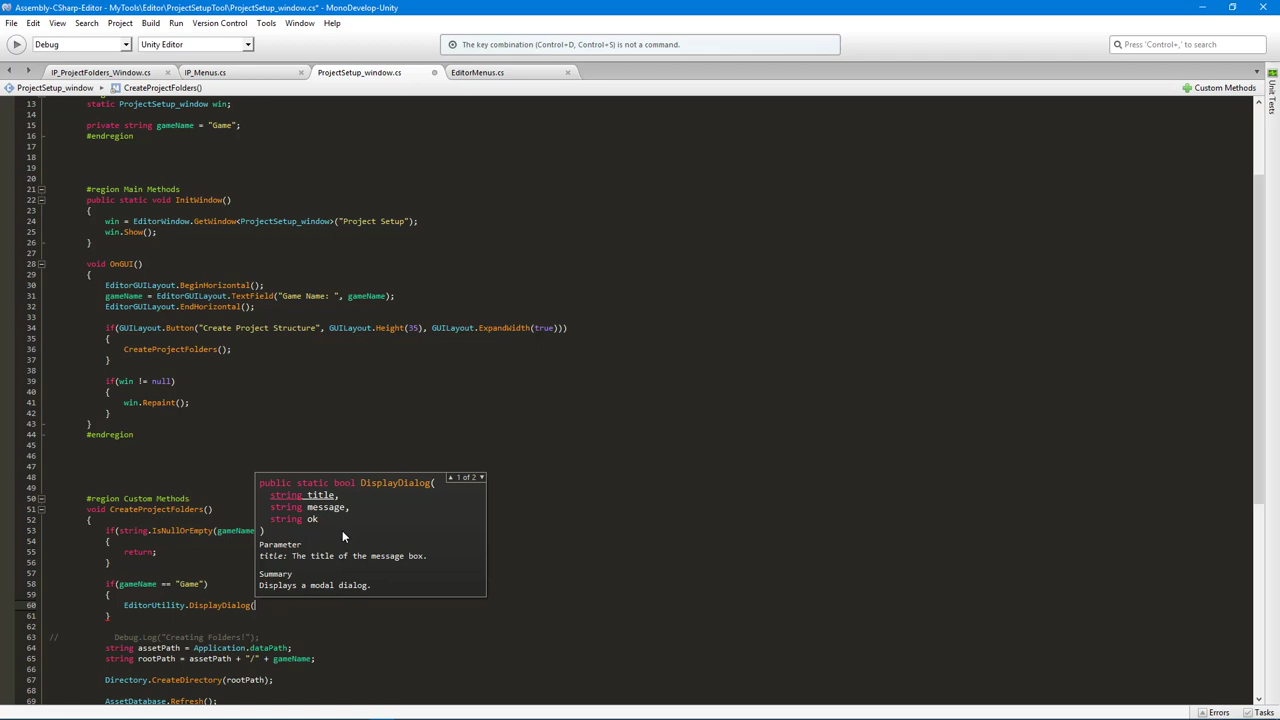 Assembly-CSharp-Editor - MyTools/Editor/ProjectSetupTool/ProjectSetup_window.cs* - MonoDevelop-Unity
File Edit View Search Project Build Run Version Control Tools Window Help
Debug Unity Editor The key combination (Control+D, Control+S) is not a command. Press 'Control+,' to search
IP_ProjectFolders_Window.cs IP_Menus.cs ProjectSetup_window.cs EditorMenus.cs
ProjectSetup_window CreateProjectFolders() Custom Methods
Unit Tests
13 static ProjectSetup_window win;
14
15 private string gameName = "Game";
16 #endregion
17
18
19
20
21 #region Main Methods
22 public static void InitWindow()
23 {
24 win = EditorWindow.GetWindow<ProjectSetup_window>("Project Setup");
25 win.Show();
26 }
27
28 void OnGUI()
29 {
30 EditorGUILayout.BeginHorizontal();
31 gameName = EditorGUILayout.TextField("Game Name: ", gameName);
32 EditorGUILayout.EndHorizontal();
33
34 if(GUILayout.Button("Create Project Structure", GUILayout.Height(35), GUILayout.ExpandWidth(true)))
35 {
36 CreateProjectFolders();
37 }
38
39 if(win != null)
40 {
41 win.Repaint();
42 }
43 }
44 #endregion
45
46
47
48
49
50 #region Custom Methods
51 void CreateProjectFolders()
52 {
53 if(string.IsNullOrEmpty(gameName
54 {
55 return;
56 }
57
58 if(gameName == "Game")
59 {
60 EditorUtility.DisplayDialog(
61 }
62
63 // Debug.Log("Creating Folders!");
64 string assetPath = Application.dataPath;
65 string rootPath = assetPath + "/" + gameName;
66
67 Directory.CreateDirectory(rootPath);
68
69 AssetDatabase.Refresh();
public static bool DisplayDialog( 1 of 2
string title,
string message,
string ok
)
Parameter
title: The title of the message box.
Summary
Displays a modal dialog.
Errors Tasks